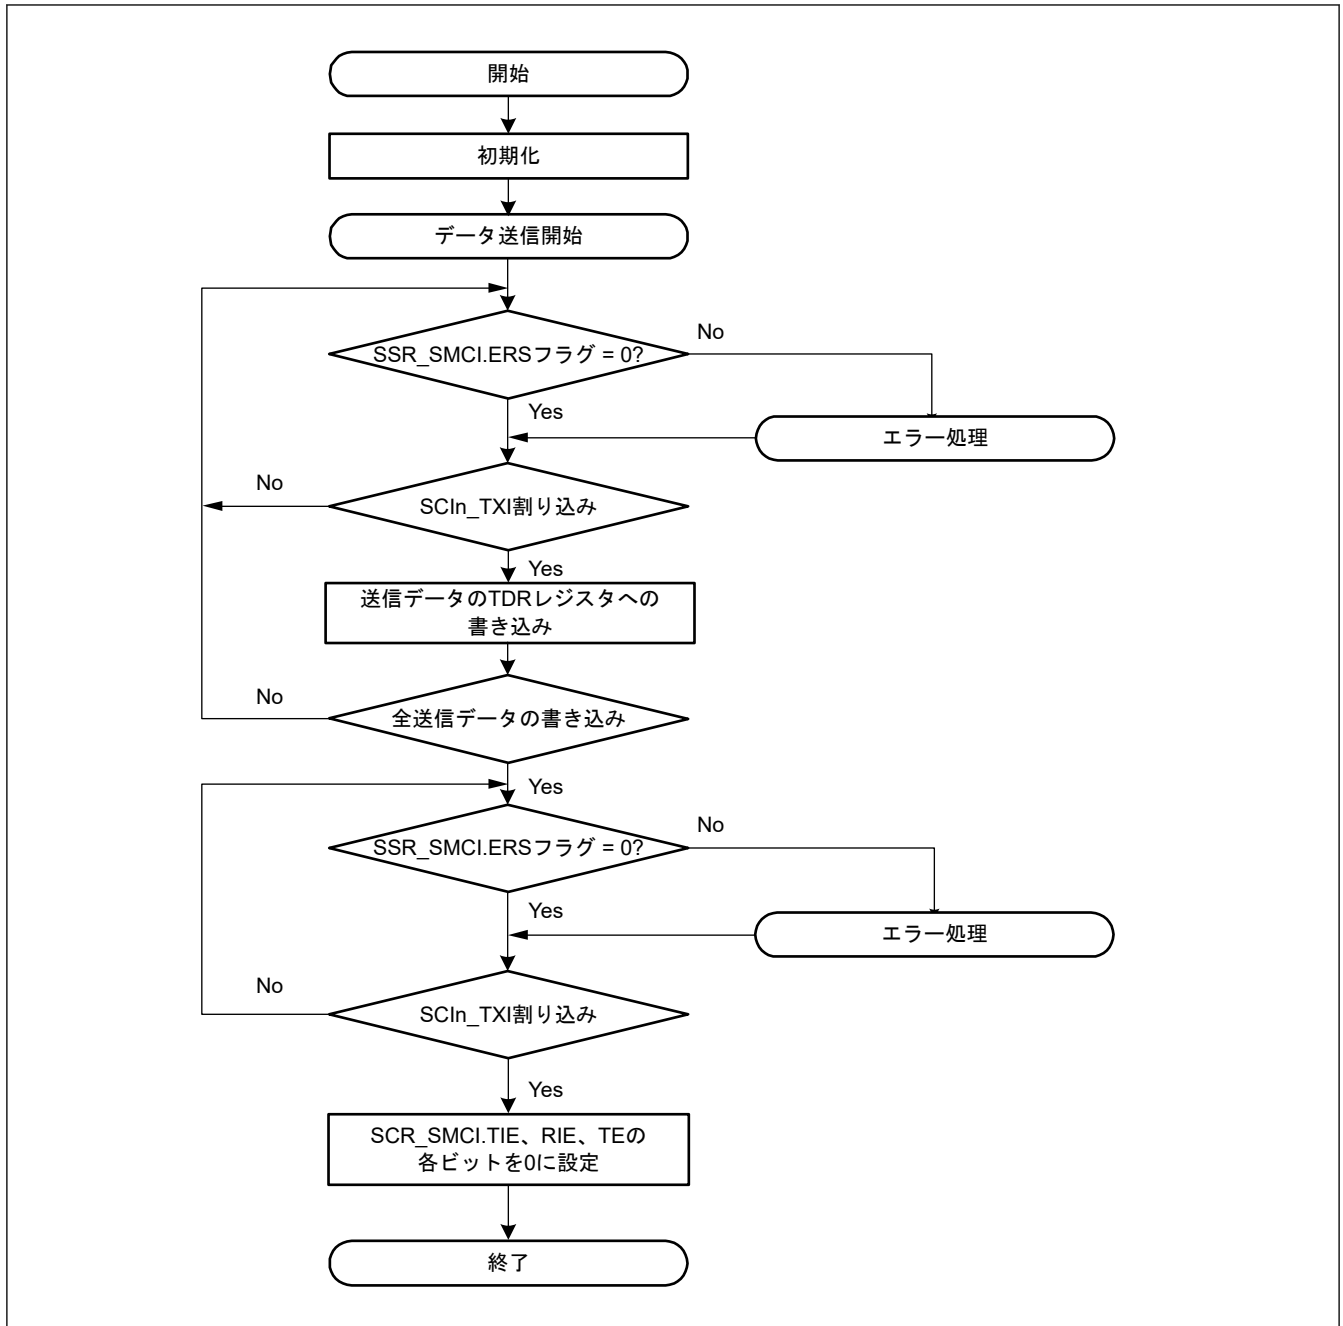 開始
初期化
データ送信開始
SSR_SMCI.ERSフラグ = 0?
No
Yes
エラー処理
SCIn_TXI割り込み
No
Yes
送信データのTDRレジスタへの
書き込み
全送信データの書き込み
No
Yes
SSR_SMCI.ERSフラグ = 0?
No
Yes
エラー処理
SCIn_TXI割り込み
No
Yes
SCR_SMCI.TIE、RIE、TEの
各ビットを0に設定
終了